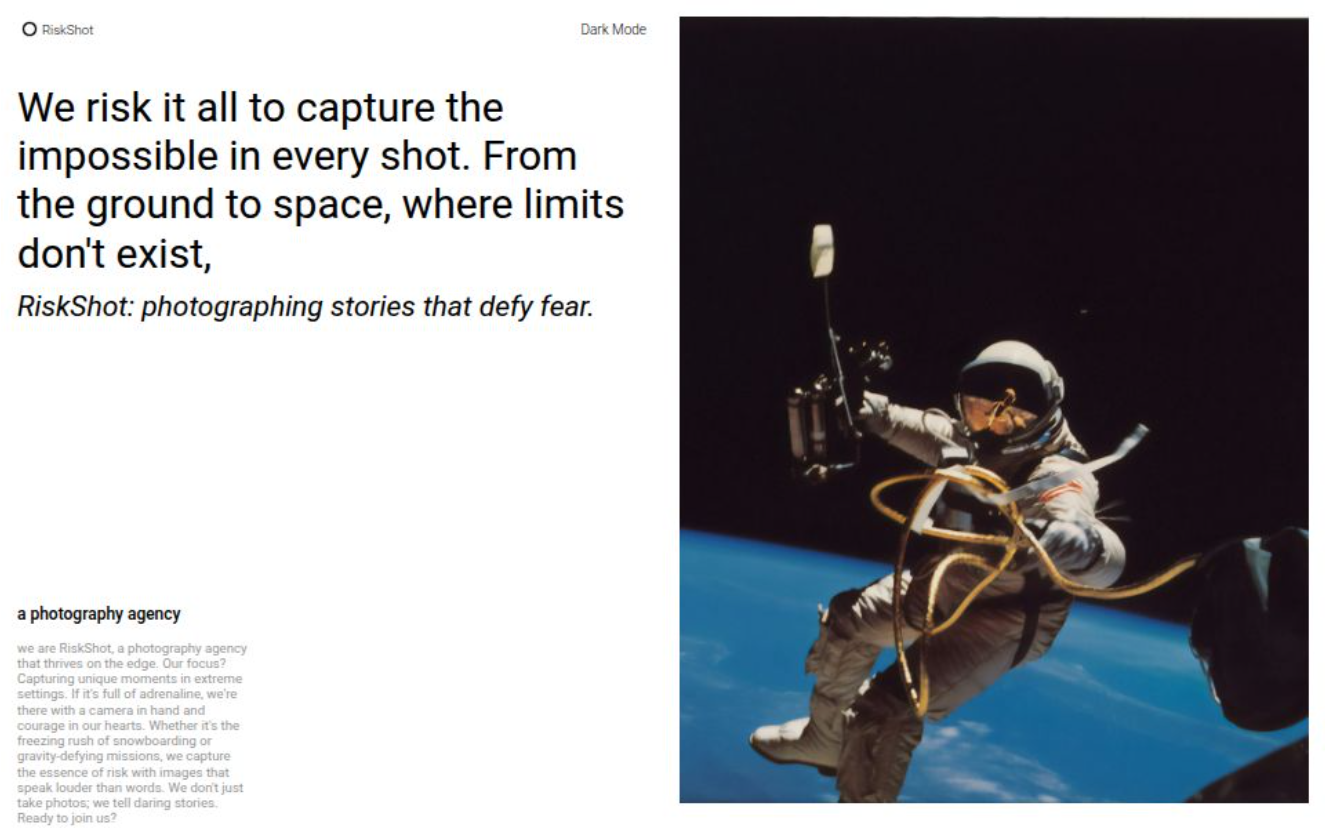 RiskShot
Dark Mode
We risk it all to capture the
impossible in every shot. From
the ground to space, where limits
don't exist,
RiskShot: photographing stories that defy fear.
a photography agency
we are RiskShot, a photography agency
that thrives on the edge. Our focus?
Capturing unique moments in extreme
settings. If it's full of adrenaline, we're
there with a camera in hand and
courage in our hearts. Whether it's the
freezing rush of snowboarding or
gravity-defying missions, we capture
the essence of risk with images that
speak louder than words. We don't just
take photos; we tell daring stories.
Ready to join us?